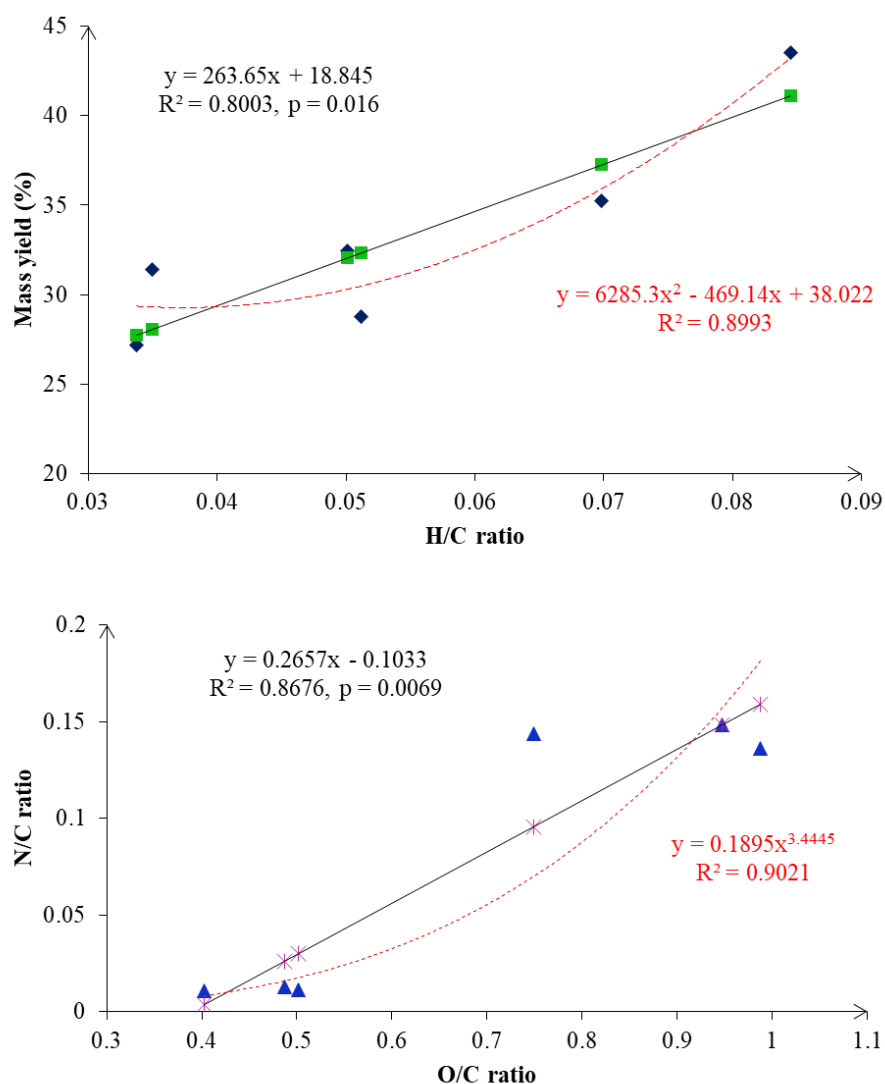 45
y = 263.65x + 18.845
R² = 0.8003, p = 0.016
40
35
Mass yield (%)
30
y = 6285.3x² - 469.14x + 38.022
R² = 0.8993
25
20
0.03 0.04 0.05 0.06 0.07 0.08 0.09
H/C ratio
0.2
y = 0.2657x - 0.1033
R² = 0.8676, p = 0.0069
0.15
N/C ratio
0.1
y = 0.1895x³·⁴⁴⁴⁵
R² = 0.9021
0.05
0
0.3 0.4 0.5 0.6 0.7 0.8 0.9 1 1.1
O/C ratio